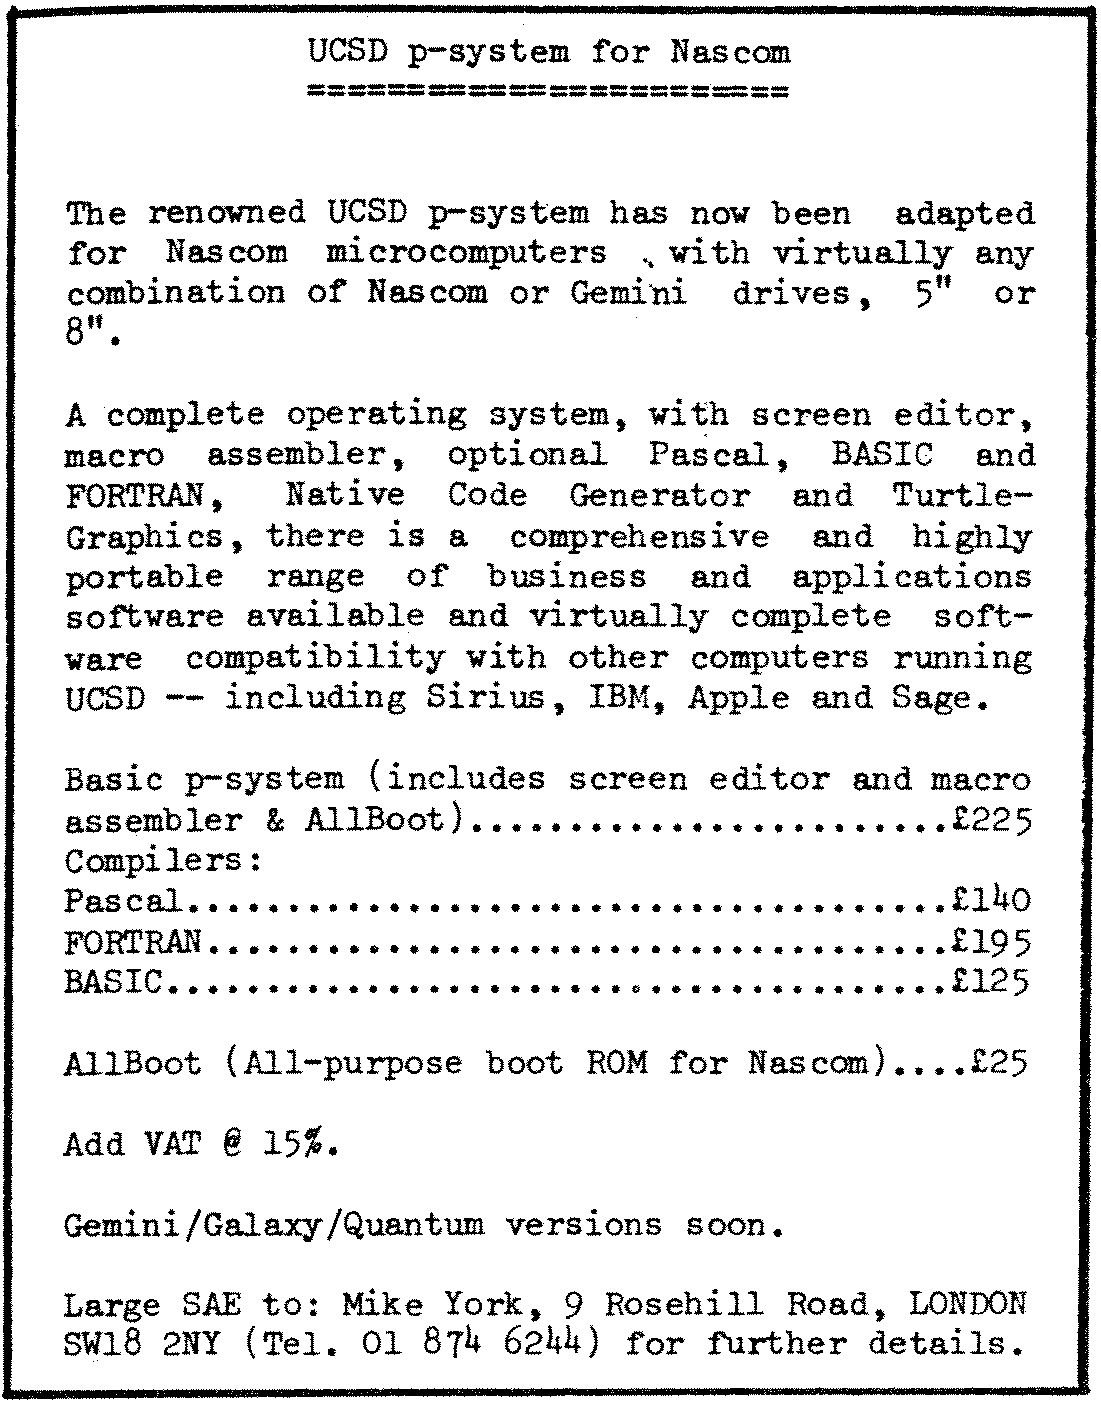 UCSD p-system for Nascom
========================
The renowned UCSD p-system has now been adapted
for Nascom microcomputers , with virtually any
combination of Nascom or Gemini drives, 5" or
8".
A complete operating system, with screen editor,
macro assembler, optional Pascal, BASIC and
FORTRAN, Native Code Generator and Turtle-
Graphics, there is a comprehensive and highly
portable range of business and applications
software available and virtually complete soft-
ware compatibility with other computers running
UCSD -- including Sirius, IBM, Apple and Sage.
Basic p-system (includes screen editor and macro
assembler & AllBoot)........................£225
Compilers:
Pascal......................................£140
FORTRAN.....................................£195
BASIC.......................................£125
AllBoot (All-purpose boot ROM for Nascom)....£25
Add VAT @ 15%.
Gemini/Galaxy/Quantum versions soon.
Large SAE to: Mike York, 9 Rosehill Road, LONDON
SW18 2NY (Tel. 01 874 6244) for further details.